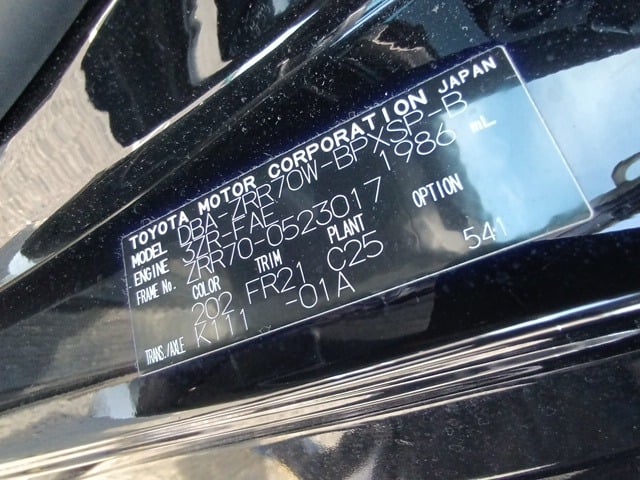 TOYOTA MOTOR CORPORATION JAPAN
MODEL DBA-ZRR70W-BPXSP-B
ENGINE 3ZR-FAE 1986 mL
FRAME No. ZRR70-0523017
COLOR TRIM PLANT OPTION
202 FR21 C25 541
TRANS./AXLE K111 -01A